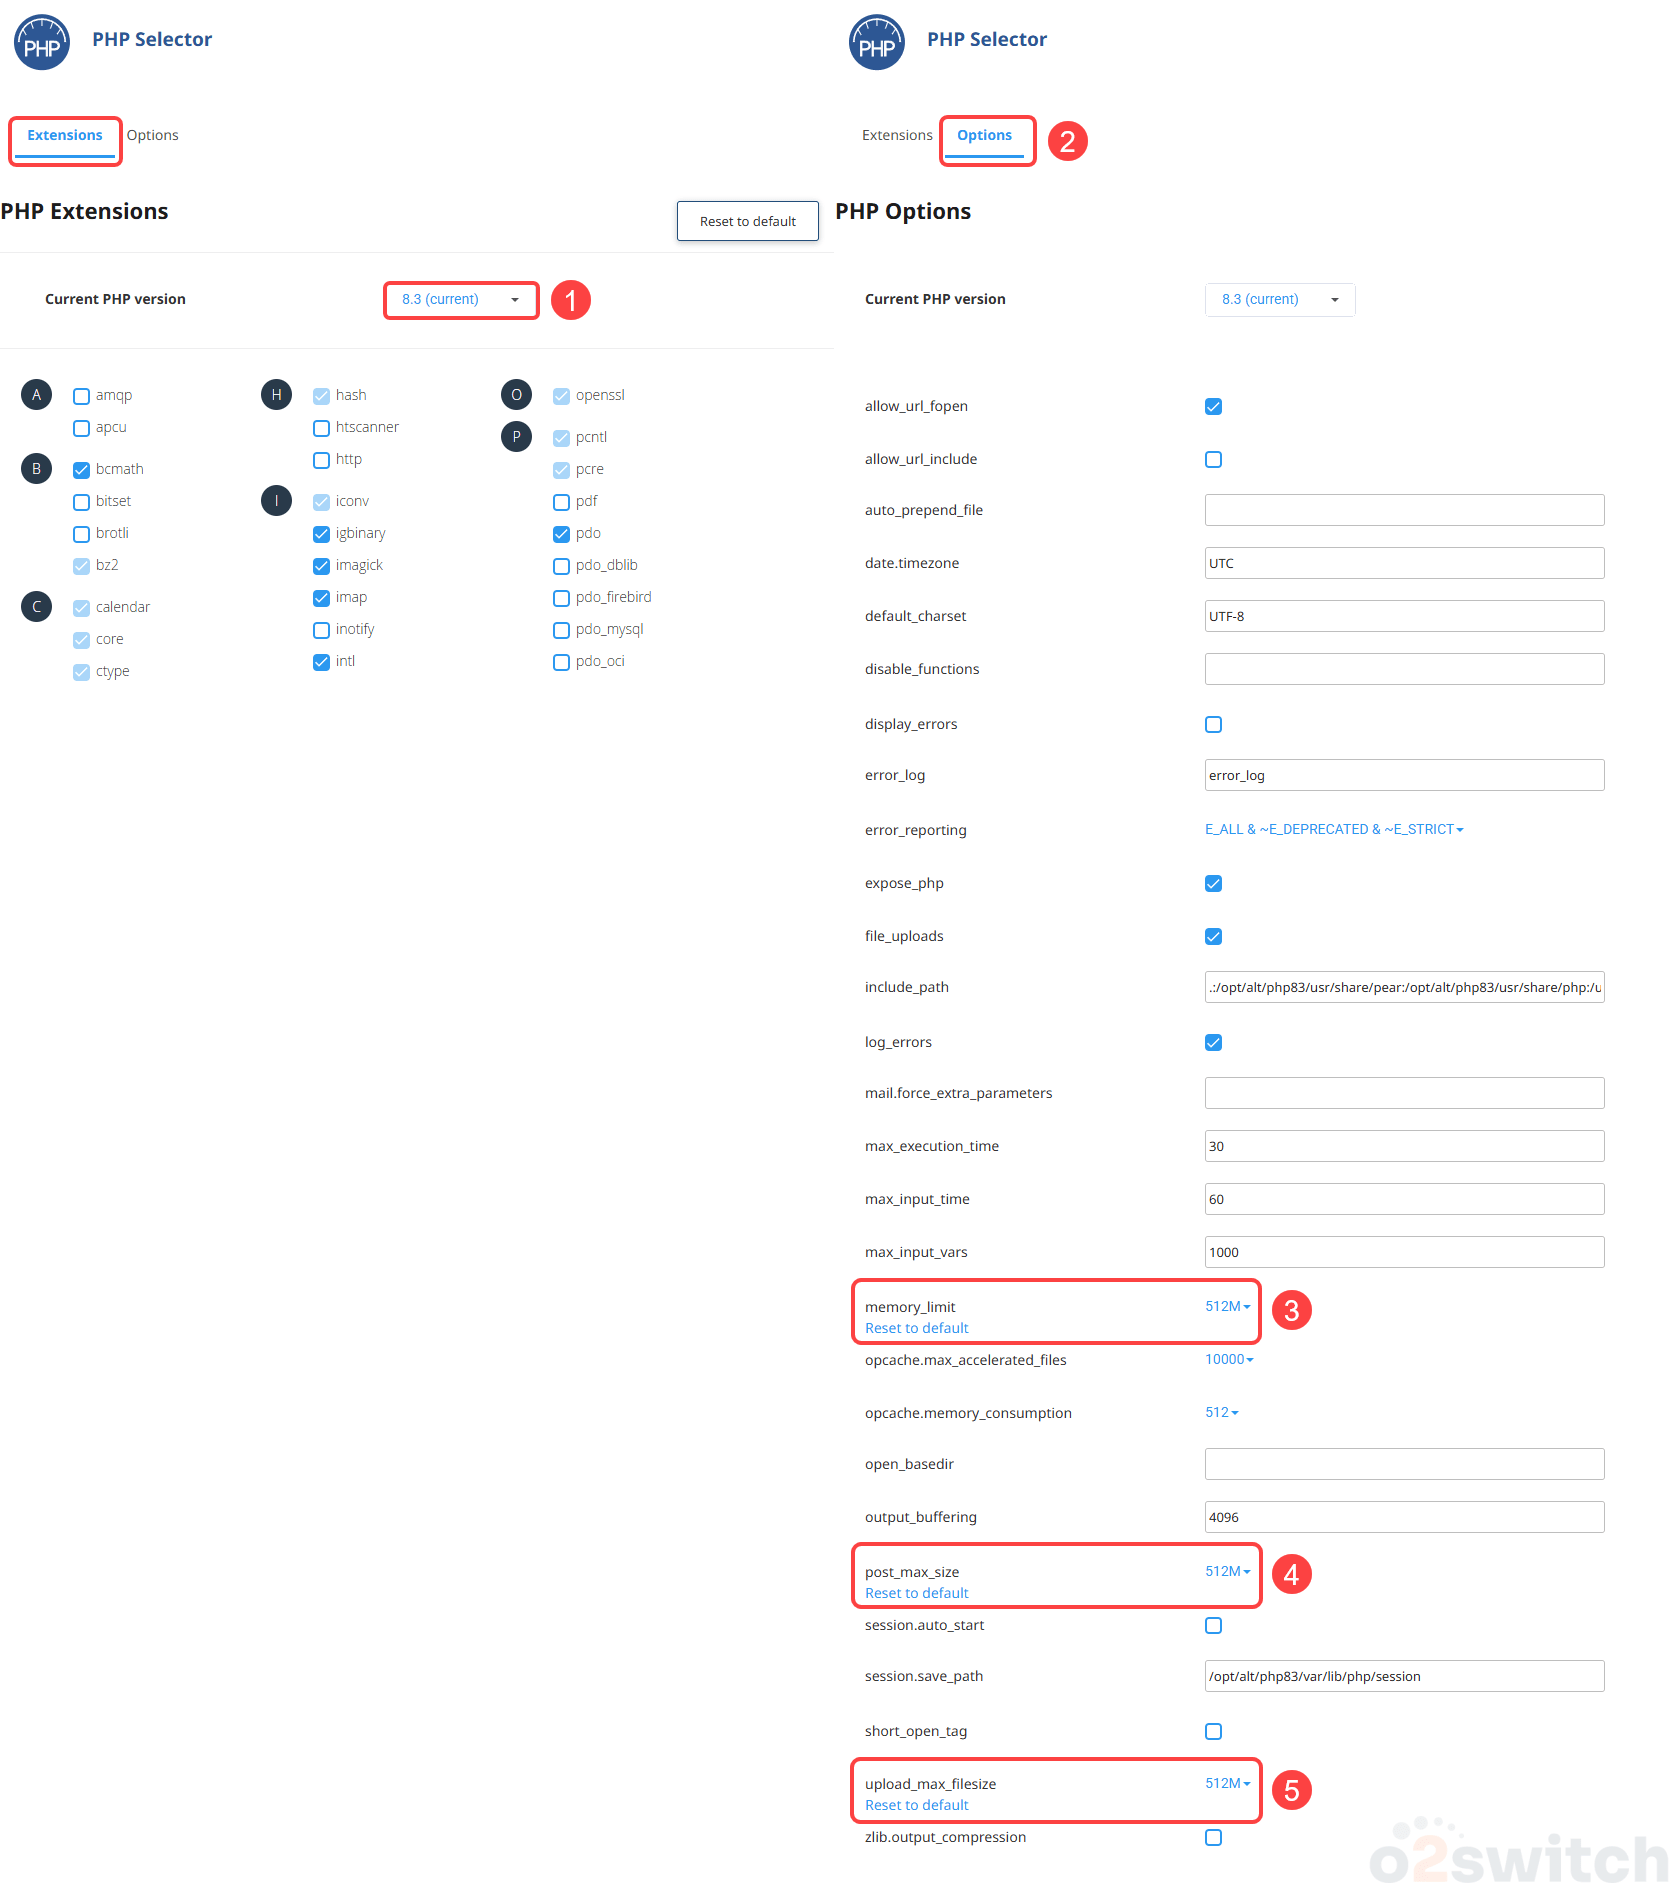 PHP
PHP Selector
Extensions Options
PHP Extensions
Reset to default
Current PHP version 8.3 (current) 1
A amqp
apcu
B bcmath
bitset
brotli
bz2
C calendar
core
ctype
H hash
htscanner
http
I iconv
igbinary
imagick
imap
inotify
intl
O openssl
P pcntl
pcre
pdf
pdo
pdo_dblib
pdo_firebird
pdo_mysql
pdo_oci
PHP
PHP Selector
Extensions Options 2
PHP Options
Current PHP version 8.3 (current)
allow_url_fopen
allow_url_include
auto_prepend_file
date.timezone UTC
default_charset UTF-8
disable_functions
display_errors
error_log error_log
error_reporting E_ALL & ~E_DEPRECATED & ~E_STRICT
expose_php
file_uploads
include_path .:/opt/alt/php83/usr/share/pear:/opt/alt/php83/usr/share/php:/u
log_errors
mail.force_extra_parameters
max_execution_time 30
max_input_time 60
max_input_vars 1000
memory_limit 512M 3
Reset to default
opcache.max_accelerated_files 10000
opcache.memory_consumption 512
open_basedir
output_buffering 4096
post_max_size 512M 4
Reset to default
session.auto_start
session.save_path /opt/alt/php83/var/lib/php/session
short_open_tag
upload_max_filesize 512M 5
Reset to default
zlib.output_compression
o2switch